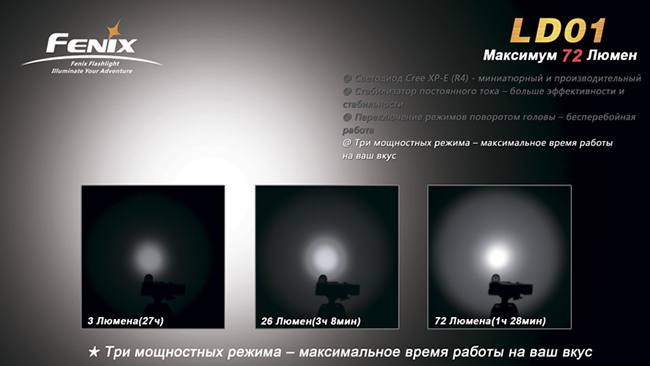 FENIX
Fenix Flashlight
Illuminate Your Adventure
LD01
Максимум 72 Люмен
@ Светодиод Cree XP-E (R4) - миниатюрный и производительный
@ Стабилизатор постоянного тока – больше эффективности и
стабильности
@ Переключение режимов поворотом головы – бесперебойная
работа
@ Три мощностных режима – максимальное время работы
на ваш вкус
3 Люмена(27ч)
26 Люмен(3ч 8мин)
72 Люмена(1ч 28мин)
★ Три мощностных режима – максимальное время работы на ваш вкус